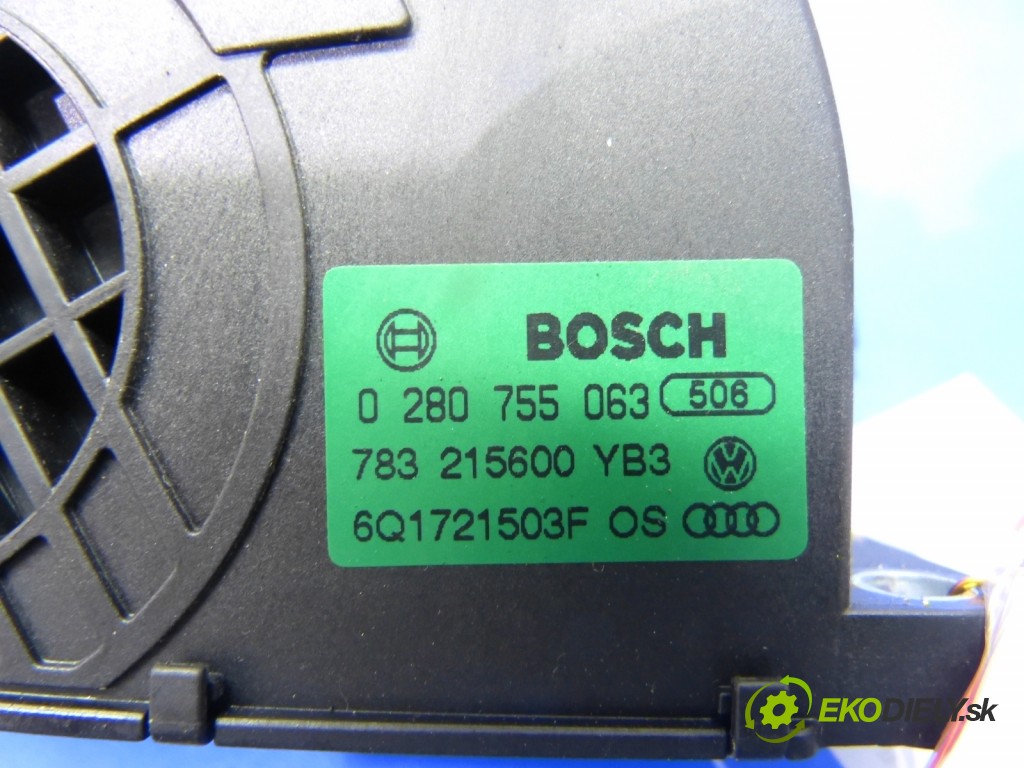 BOSCH
0 280 755 063 506
783 215600 YB3
6Q1721503F OS
EKODIELY.sk